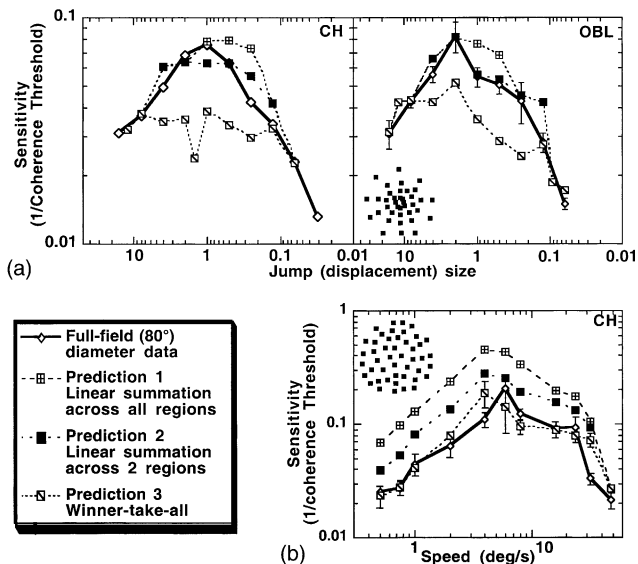 CH
OBL
0.1
Sensitivity
(1/Coherence Threshold)
0.01
10 1 0.1 0.01
10 1 0.1 0.01
(a)
Jump (displacement) size
Full-field (80°)
diameter data
Prediction 1
Linear summation
across all regions
Prediction 2
Linear summation
across 2 regions
Prediction 3
Winner-take-all
CH
1
Sensitivity
(1/coherence Threshold)
0.1
0.01
1 10
(b)
Speed (deg/s)